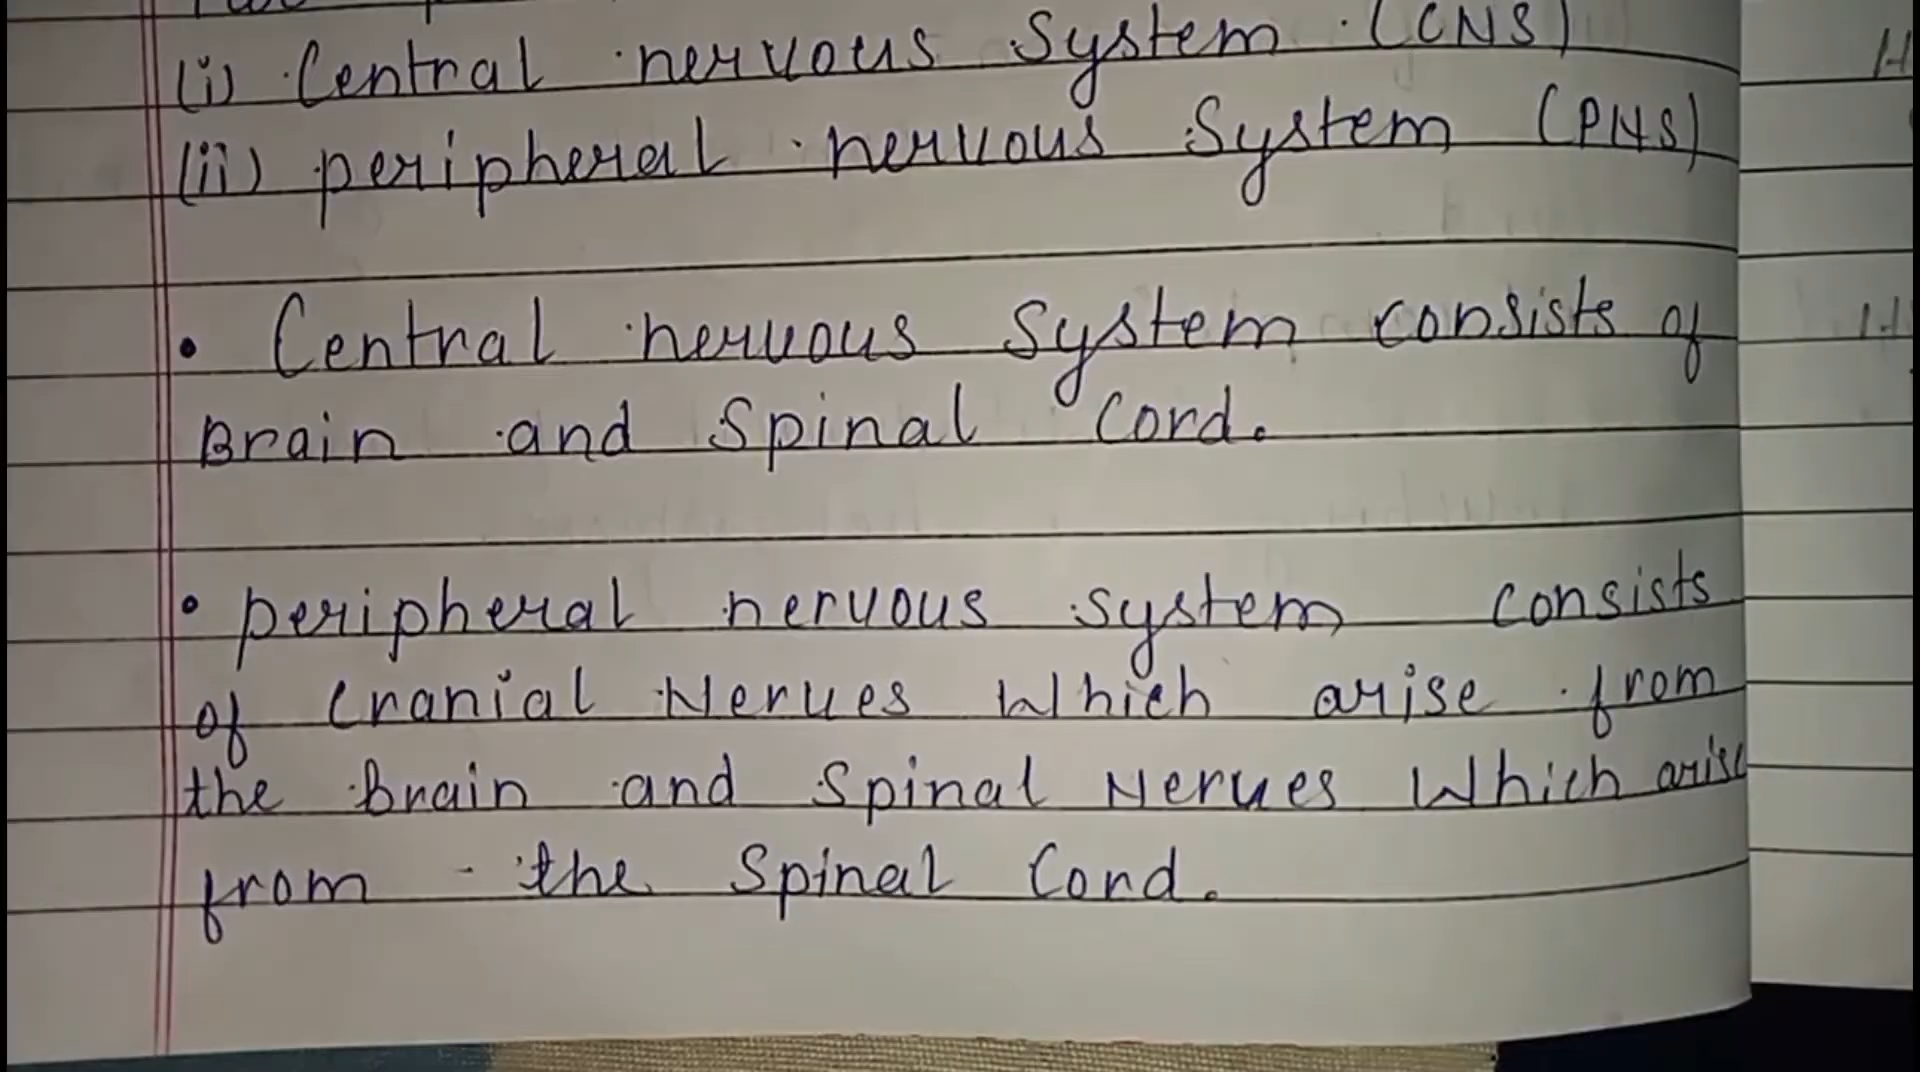 (i) Central nervous System (CNS)
(ii) peripheral nervous System (PNS)
• Central nervous System consists of
Brain and Spinal Cord.
• peripheral nervous system consists
of Cranial Nerves Which arise from
the brain and Spinal Nerves Which arise
from the Spinal Cord.